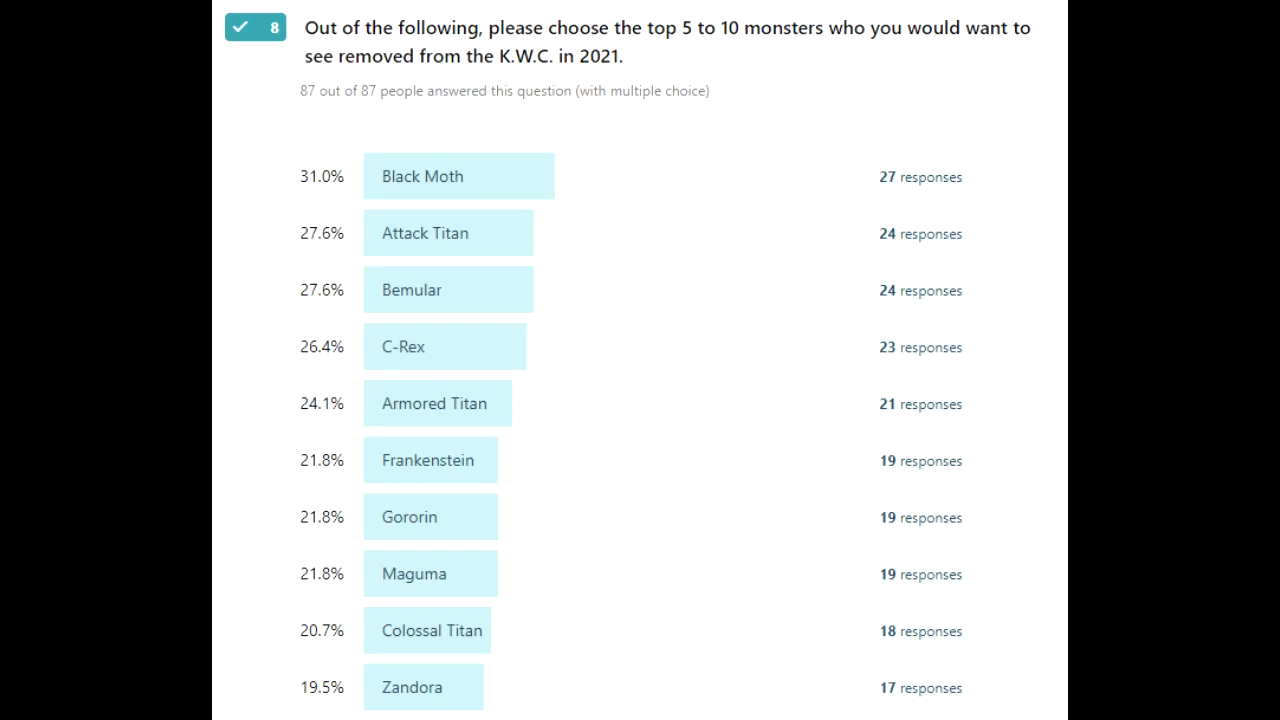 8 Out of the following, please choose the top 5 to 10 monsters who you would want to
see removed from the K.W.C. in 2021.
87 out of 87 people answered this question (with multiple choice)
31.0% Black Moth 27 responses
27.6% Attack Titan 24 responses
27.6% Bemular 24 responses
26.4% C-Rex 23 responses
24.1% Armored Titan 21 responses
21.8% Frankenstein 19 responses
21.8% Gororin 19 responses
21.8% Maguma 19 responses
20.7% Colossal Titan 18 responses
19.5% Zandora 17 responses